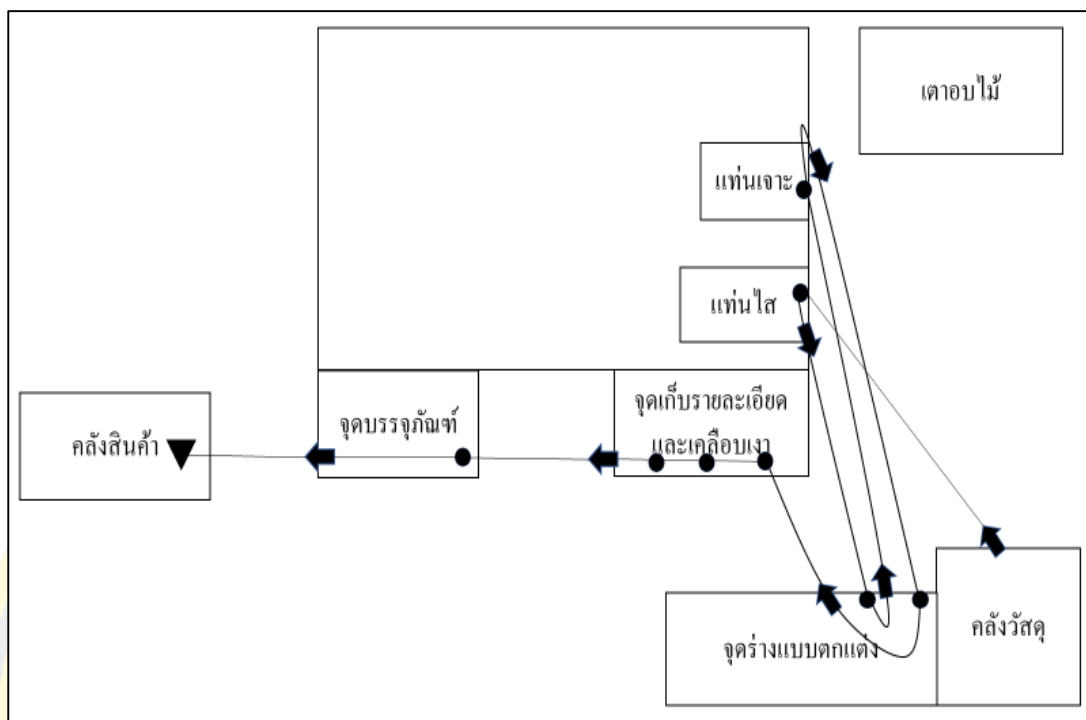 เตาอบไม้
แท่นเจาะ
แท่นไส
จุดเก็บรายละเอียด
และเคลือบเงา
จุดบรรจุภัณฑ์
คลังสินค้า
คลังวัสดุ
จุดร่างแบบตกแต่ง